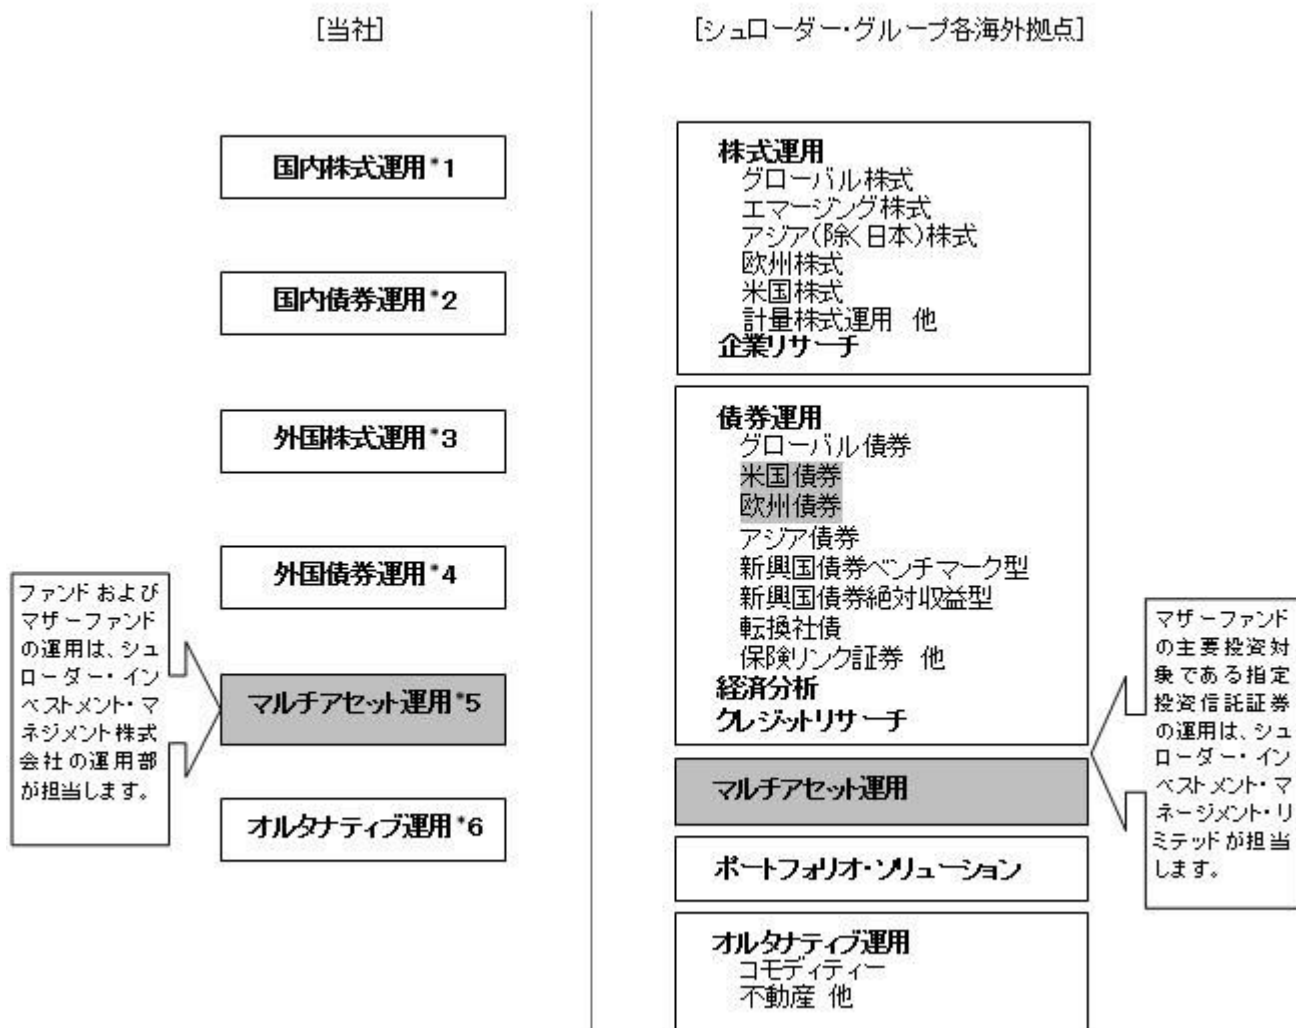 [当社]
[シュローダー・グループ各海外拠点]
国内株式運用*1
国内債券運用*2
外国株式運用*3
外国債券運用*4
マルチアセット運用*5
オルタナティブ運用*6
ファンドおよび
マザーファンド
の運用は、シュ
ローダー・イン
ベストメント・マ
ネジメント株式
会社の運用部
が担当します。
株式運用
グローバル株式
エマージング株式
アジア(除く日本)株式
欧州株式
米国株式
計量株式運用 他
企業リサーチ
債券運用
グローバル債券
米国債券
欧州債券
アジア債券
新興国債券ベンチマーク型
新興国債券絶対収益型
転換社債
保険リンク証券 他
経済分析
クレジットリサーチ
マルチアセット運用
ポートフォリオ・ソリューション
オルタナティブ運用
コモディティー
不動産 他
マザーファンド
の主要投資対
象である指定
投資信託証券
の運用は、シュ
ローダー・イン
ベストメント・マ
ネージメント・リ
ミテッドが担当
します。